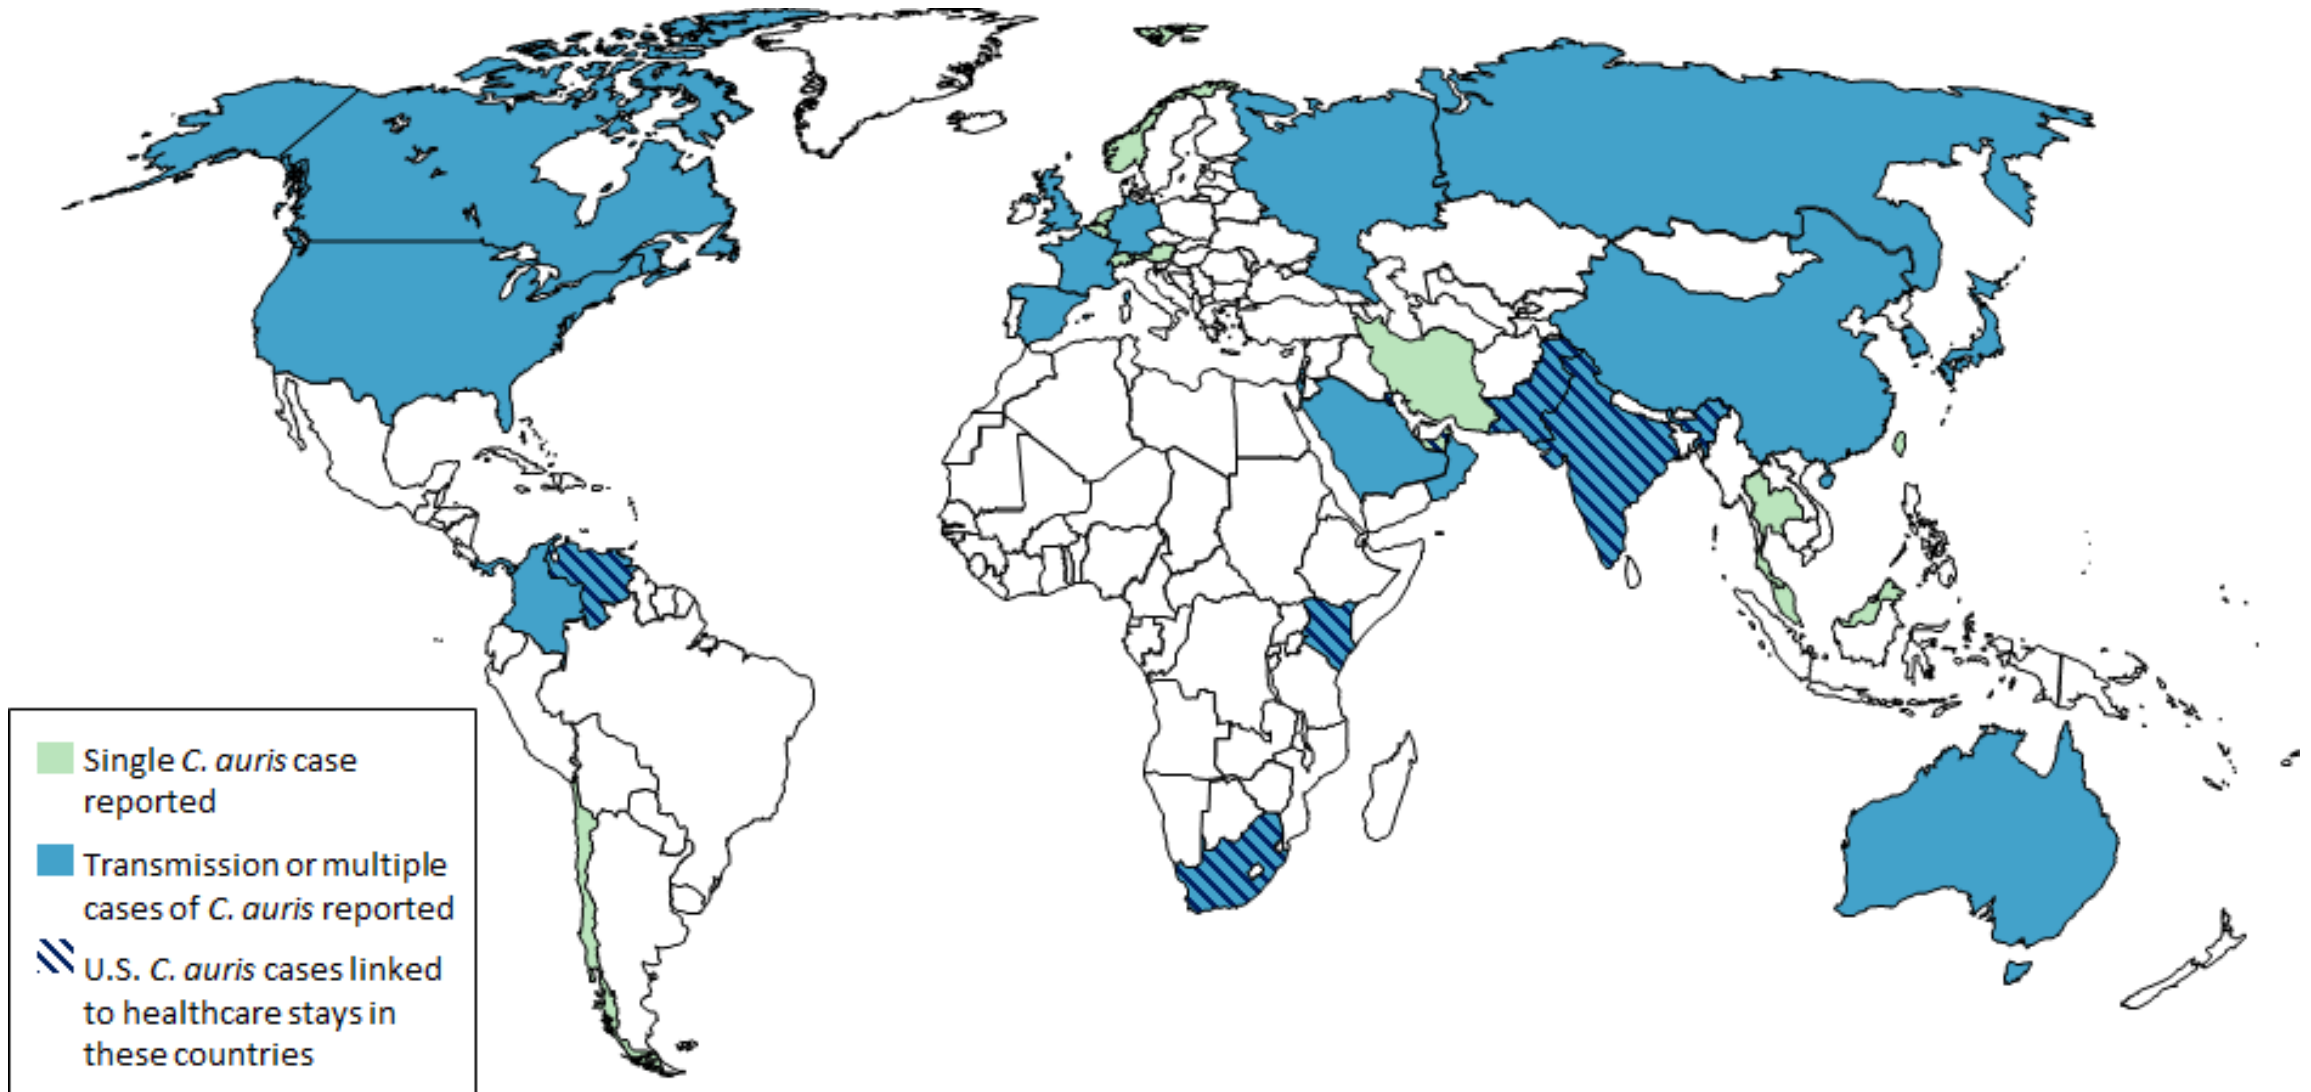 Single C. auris case
reported
Transmission or multiple
cases of C. auris reported
U.S. C. auris cases linked
to healthcare stays in
these countries